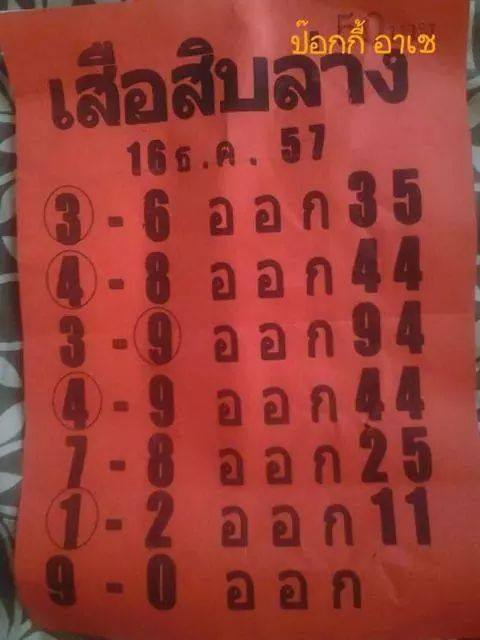 ป๊อกกี้ อาเช
เสือสิบล่าง
16 ธ.ค. 57
3 - 6 ออก 35
4 - 8 ออก 44
3 - 9 ออก 94
4 - 9 ออก 44
7 - 8 ออก 25
1 - 2 ออก 11
9 - 0 ออก